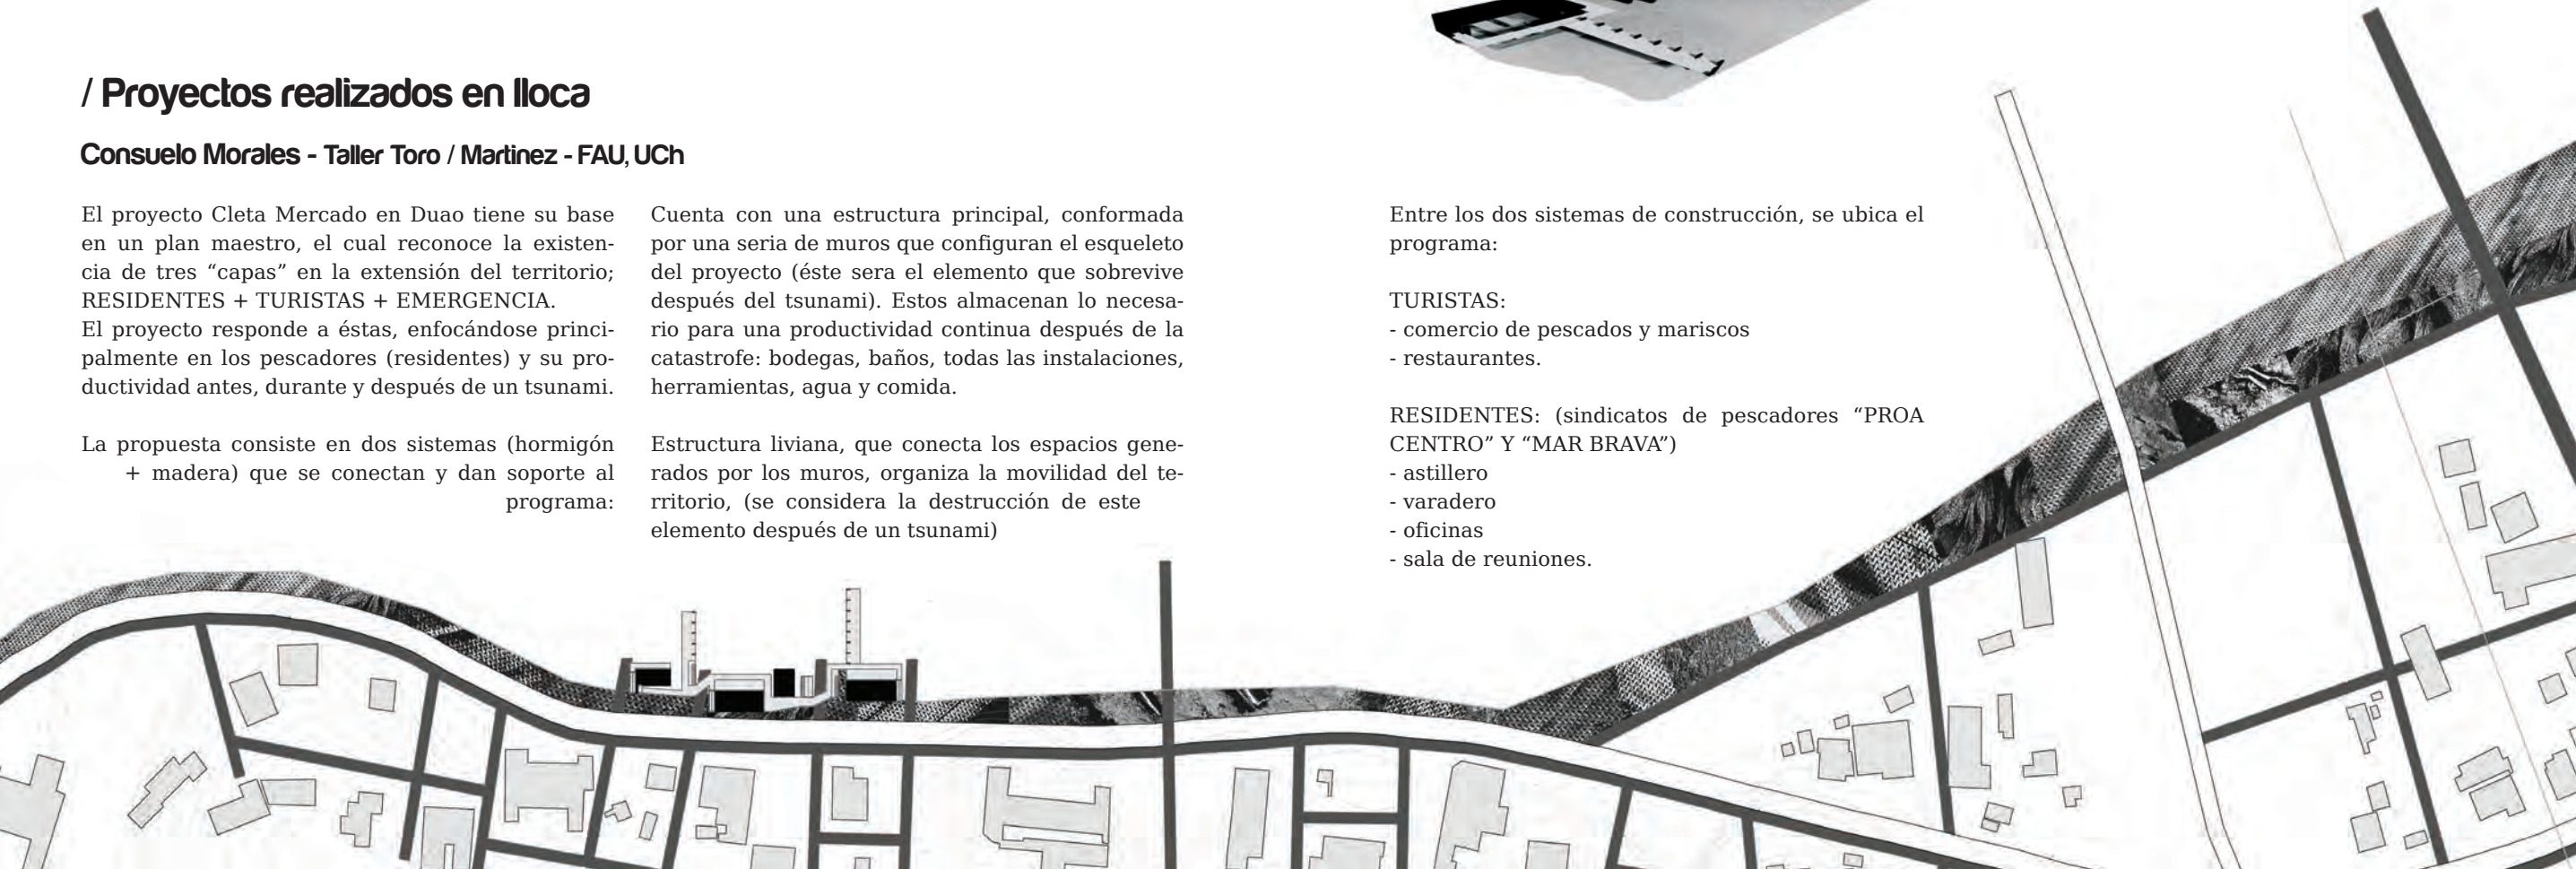 / Proyectos realizados en Iloca
Consuelo Morales - Taller Toro / Martinez - FAU, UCh
El proyecto Cleta Mercado en Duao tiene su base
en un plan maestro, el cual reconoce la existen-
cia de tres “capas” en la extensión del territorio;
RESIDENTES + TURISTAS + EMERGENCIA.
El proyecto responde a éstas, enfocándose princi-
palmente en los pescadores (residentes) y su pro-
ductividad antes, durante y después de un tsunami.
La propuesta consiste en dos sistemas (hormigón
+ madera) que se conectan y dan soporte al
programa:
Cuenta con una estructura principal, conformada
por una seria de muros que configuran el esqueleto
del proyecto (éste sera el elemento que sobrevive
después del tsunami). Estos almacenan lo necesa-
rio para una productividad continua después de la
catastrofe: bodegas, baños, todas las instalaciones,
herramientas, agua y comida.
Estructura liviana, que conecta los espacios gene-
rados por los muros, organiza la movilidad del te-
rritorio, (se considera la destrucción de este
elemento después de un tsunami)
Entre los dos sistemas de construcción, se ubica el
programa:
TURISTAS:
- comercio de pescados y mariscos
- restaurantes.
RESIDENTES: (sindicatos de pescadores “PROA
CENTRO” Y “MAR BRAVA”)
- astillero
- varadero
- oficinas
- sala de reuniones.